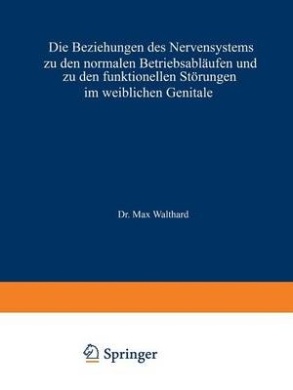 Die Beziehungen des Nervensystems
zu den normalen Betriebsabläufen und
zu den funktionellen Störungen
im weiblichen Genitale
Dr. Max Walthard
Springer